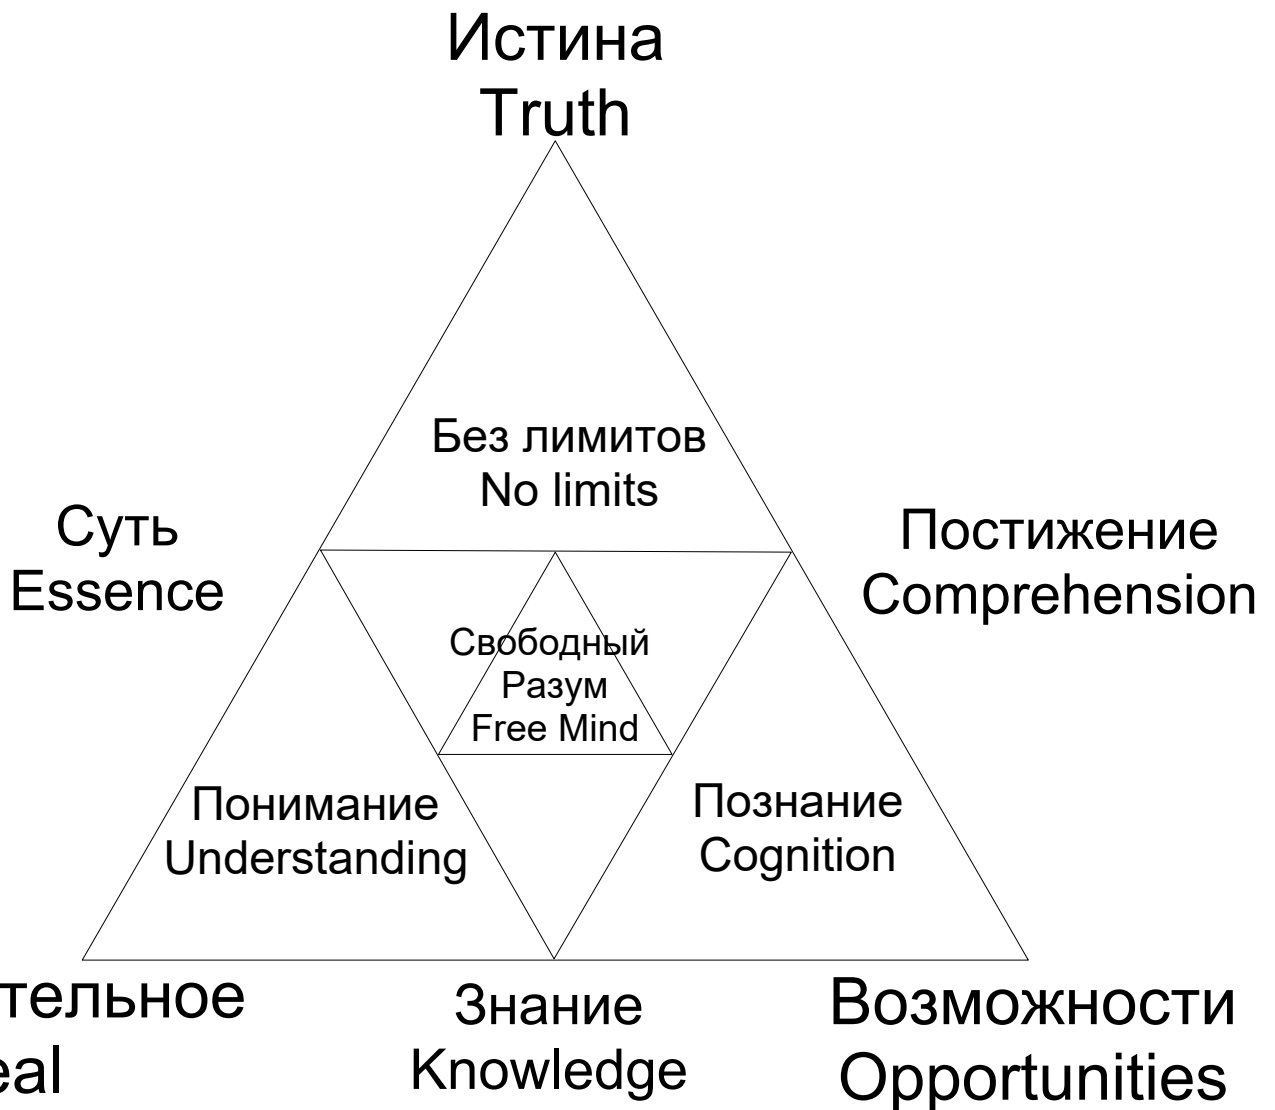 Истина
Truth
Без лимитов
No limits
Суть
Essence
Постижение
Comprehension
Свободный
Разум
Free Mind
Понимание
Understanding
Познание
Cognition
тельное
eal
Знание
Knowledge
Возможности
Opportunities